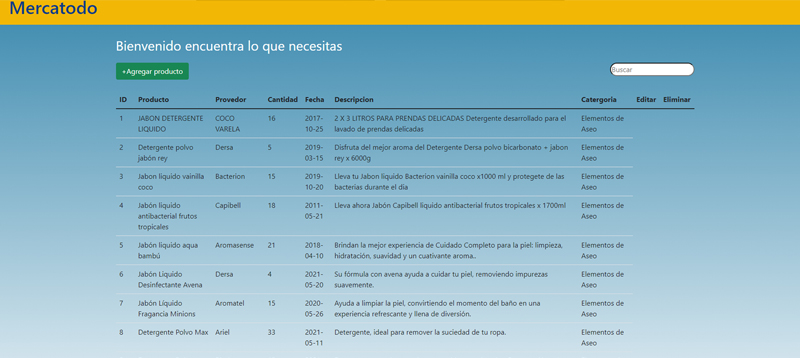 Mercatodo
Bienvenido encuentra lo que necesitas
+Agregar producto
Buscar
ID Producto Provedor Cantidad Fecha Descripcion Catergoria Editar Eliminar
1 JABON DETERGENTE COCO 16 2017- 2 X 3 LITROS PARA PRENDAS DELICADAS Detergente desarrollado para el Elementos de
LIQUIDO VARELA 10-25 lavado de prendas delicadas Aseo
2 Detergente polvo Dersa 5 2019- Disfruta del mejor aroma del Detergente Dersa polvo bicarbonato + jabon Elementos de
jabón rey 03-15 rey x 6000g Aseo
3 Jabon liquido vainilla Bacterion 15 2019- Lleva tu Jabon liquido Bacterion vainilla coco x1000 ml y protegete de las Elementos de
coco 10-20 bacterias durante el dia Aseo
4 Jabón liquido Capibell 18 2011- Lleva ahora Jabón Capibell liquido antibacterial frutos tropicales x 1700ml Elementos de
antibacterial frutos 05-21 Aseo
tropicales
5 Jabón liquido aqua Aromasense 21 2018- Brindan la mejor experiencia de Cuidado Completo para la piel: limpieza, Elementos de
bambú 04-10 hidratación, suavidad y un cuativante aroma.. Aseo
6 Jabón Liquido Dersa 4 2021- Su fórmula con avena ayuda a cuidar tu piel, removiendo impurezas Elementos de
Desinfectante Avena 05-20 suavemente. Aseo
7 Jabón Líquido Aromatel 15 2020- Ayuda a limpiar la piel, convirtiendo el momento del baño en una Elementos de
Fragancia Minions 05-26 experiencia refrescante y llena de diversión. Aseo
8 Detergente Polvo Max Ariel 33 2021- Detergente, ideal para remover la suciedad de tu ropa. Elementos de
05-11 Aseo